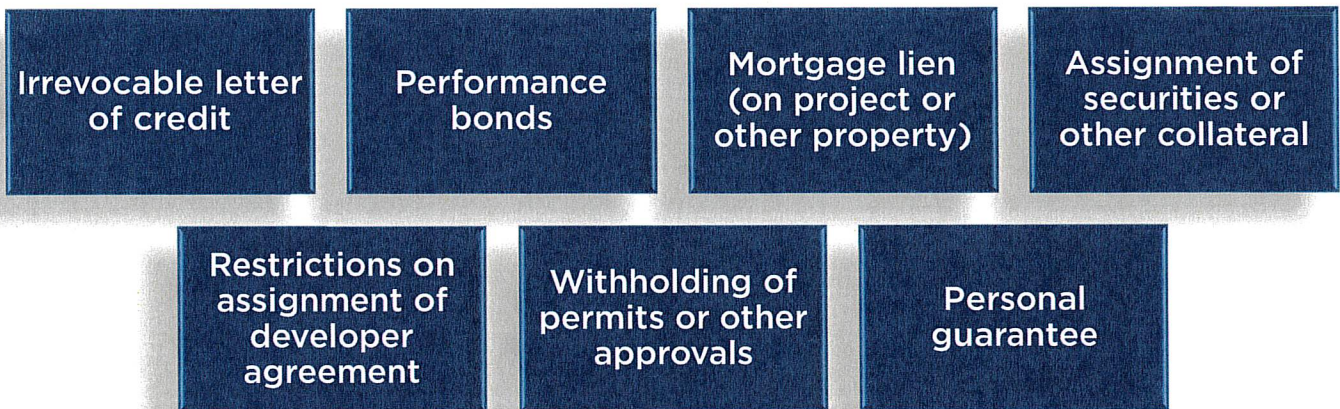 Irrevocable letter
of credit
Performance
bonds
Mortgage lien
(on project or
other property)
Assignment of
securities or
other collateral
Restrictions on
assignment of
developer
agreement
Withholding of
permits or other
approvals
Personal
guarantee